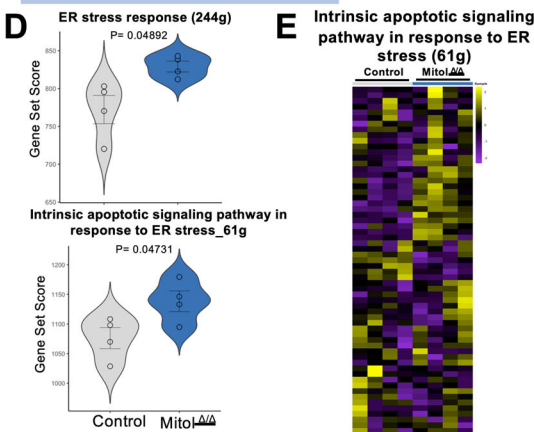 D
ER stress response (244g)
P= 0.04892
Gene Set Score
850
800
750
700
650
Intrinsic apoptotic signaling pathway in
response to ER stress_61g
P= 0.04731
Gene Set Score
1200
1150
1100
1050
1000
Control
MitolΔ/Δ
E
Intrinsic apoptotic signaling
pathway in response to ER
stress (61g)
Control
MitolΔ/Δ